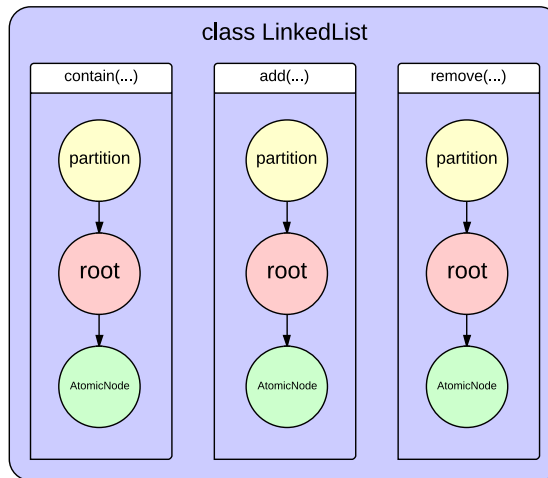 class LinkedList
contain(...)
add(...)
remove(...)
partition
partition
partition
root
root
root
AtomicNode
AtomicNode
AtomicNode